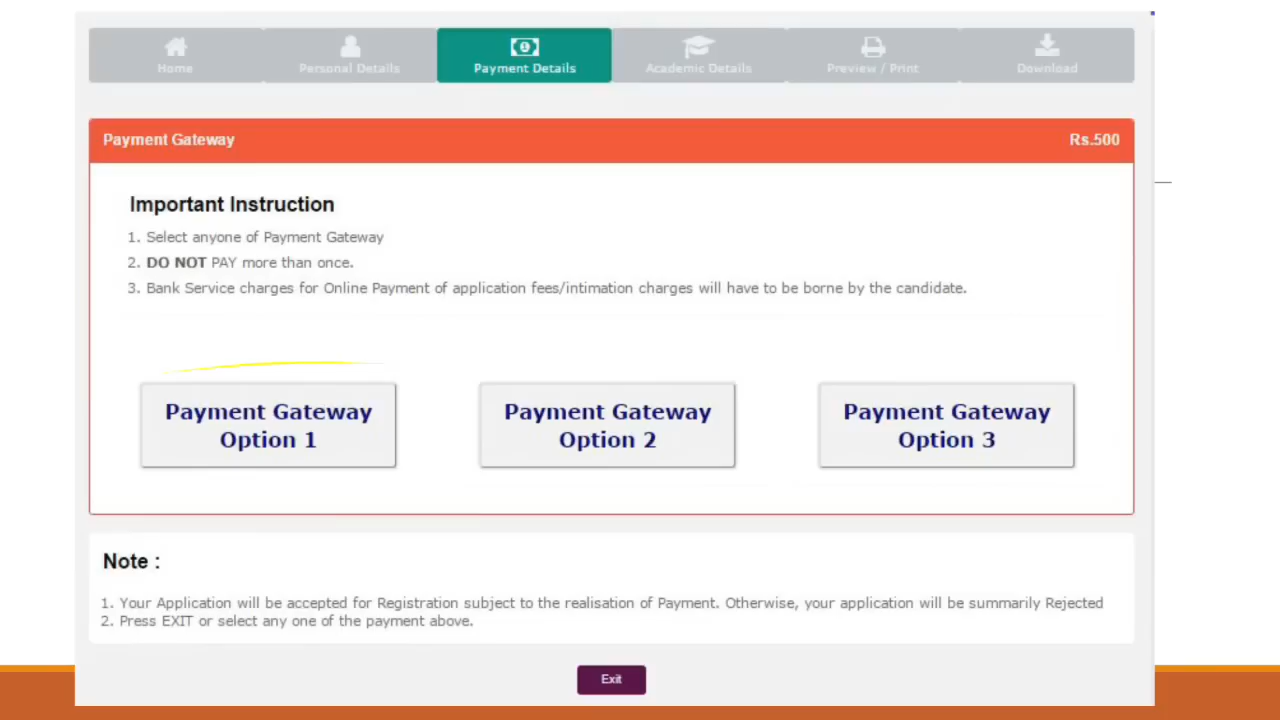 Home
Personal Details
Payment Details
Academic Details
Preview / Print
Download
Payment Gateway
Rs.500
Important Instruction
1. Select anyone of Payment Gateway
2. DO NOT PAY more than once.
3. Bank Service charges for Online Payment of application fees/intimation charges will have to be borne by the candidate.
Payment Gateway
Option 1
Payment Gateway
Option 2
Payment Gateway
Option 3
Note :
1. Your Application will be accepted for Registration subject to the realisation of Payment. Otherwise, your application will be summarily Rejected
2. Press EXIT or select any one of the payment above.
Exit